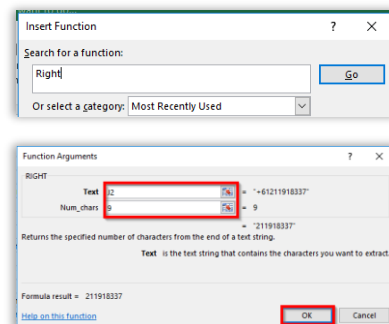 Insert Function ? ×
Search for a function:
Right
Go
Or select a category: Most Recently Used
Function Arguments ? ×
RIGHT
Text J2 = "+61211918337"
Num_chars 9 = 9
= "211918337"
Returns the specified number of characters from the end of a text string.
Text is the text string that contains the characters you want to extract.
Formula result = 211918337
Help on this function
OK Cancel